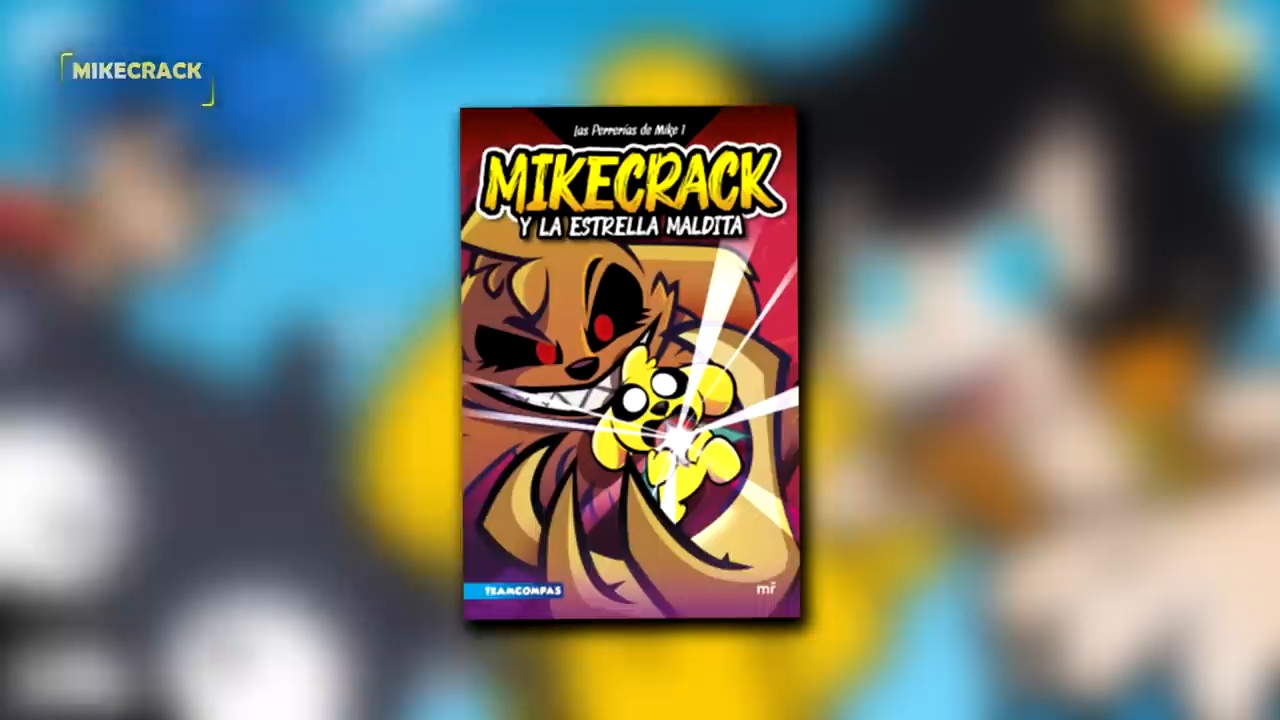 MIKECRACK
Las Perrerías de Mike 1
MIKECRACK
Y LA ESTRELLA MALDITA
TEAMCOMPAS
mr